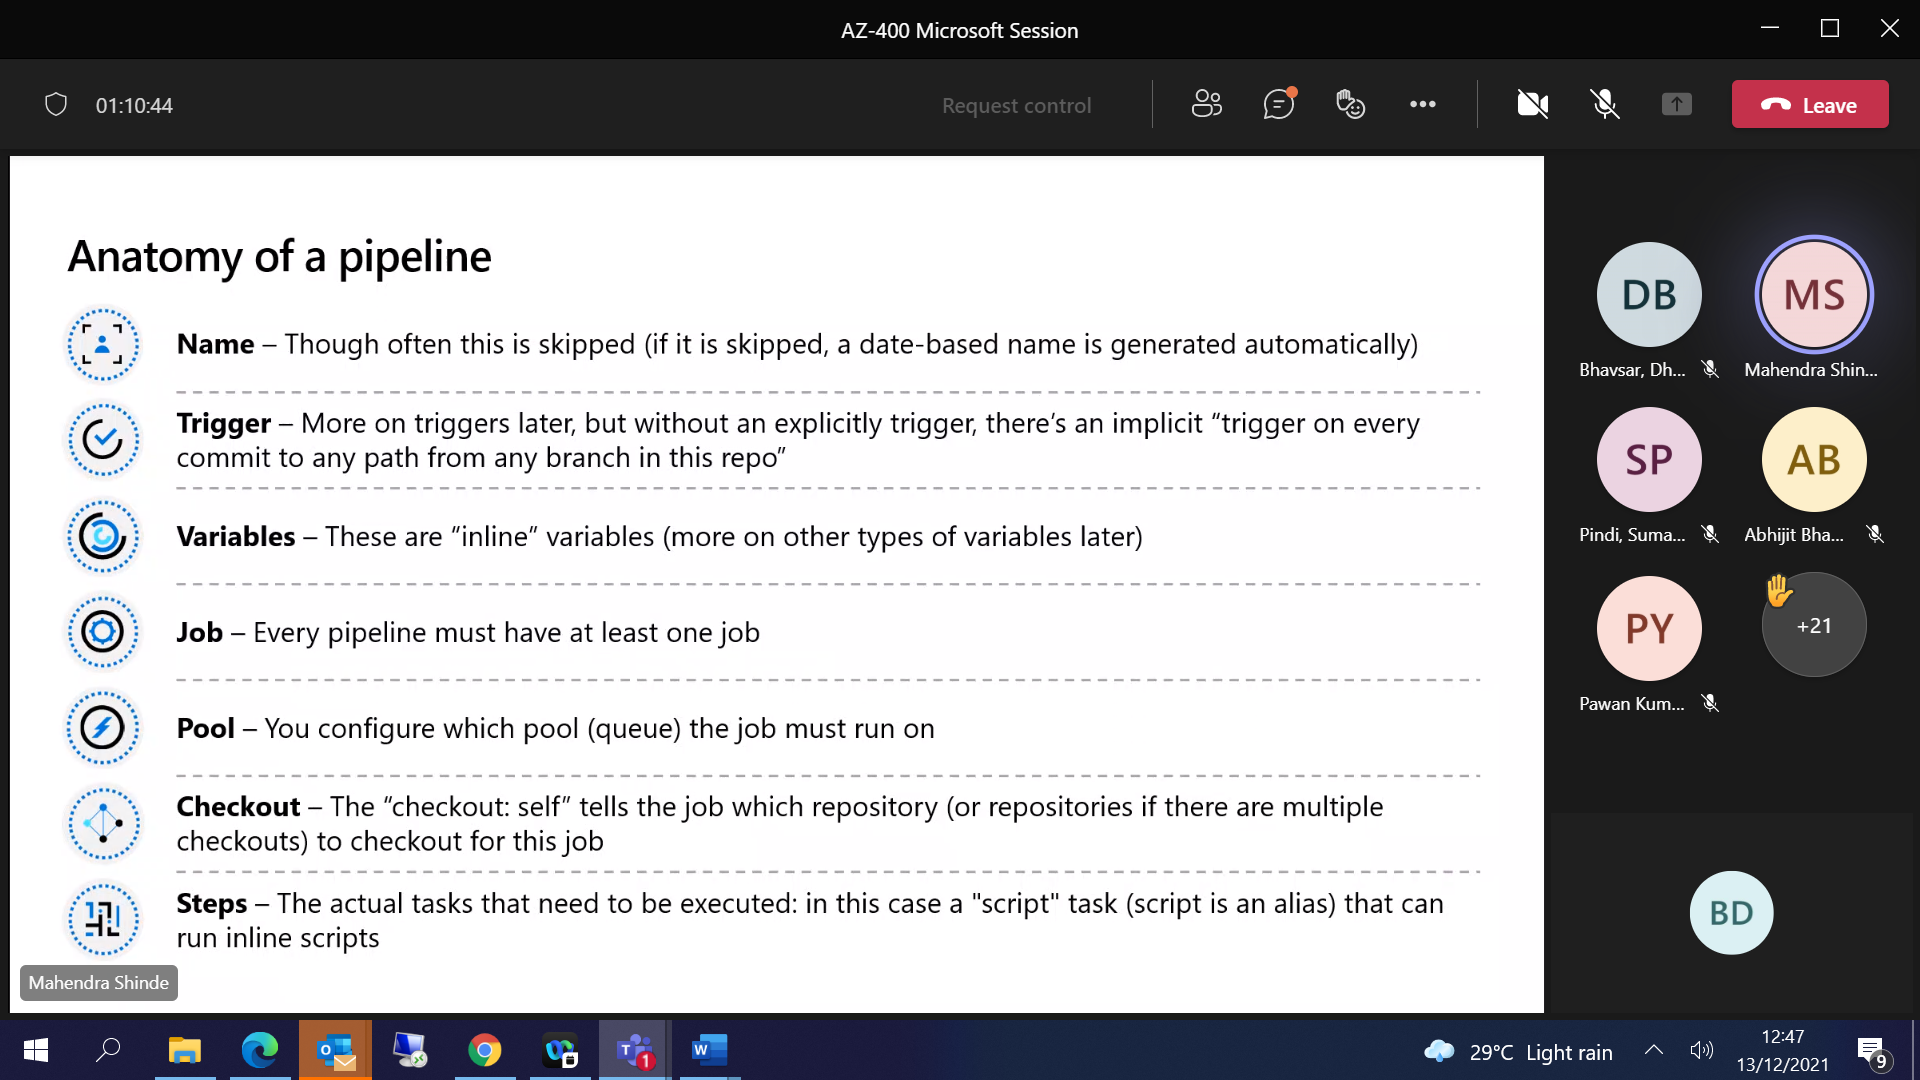 AZ-400 Microsoft Session
01:10:44
Request control
Leave
Anatomy of a pipeline
Name – Though often this is skipped (if it is skipped, a date-based name is generated automatically)
Trigger – More on triggers later, but without an explicitly trigger, there’s an implicit “trigger on every
commit to any path from any branch in this repo”
Variables – These are “inline” variables (more on other types of variables later)
Job – Every pipeline must have at least one job
Pool – You configure which pool (queue) the job must run on
Checkout – The “checkout: self” tells the job which repository (or repositories if there are multiple
checkouts) to checkout for this job
Steps – The actual tasks that need to be executed: in this case a "script" task (script is an alias) that can
run inline scripts
Mahendra Shinde
DB
MS
Bhavsar, Dh...
Mahendra Shin...
SP
AB
Pindi, Suma...
Abhijit Bha...
PY
+21
Pawan Kum...
BD
O
T
1
W
29°C Light rain
12:47
13/12/2021
9